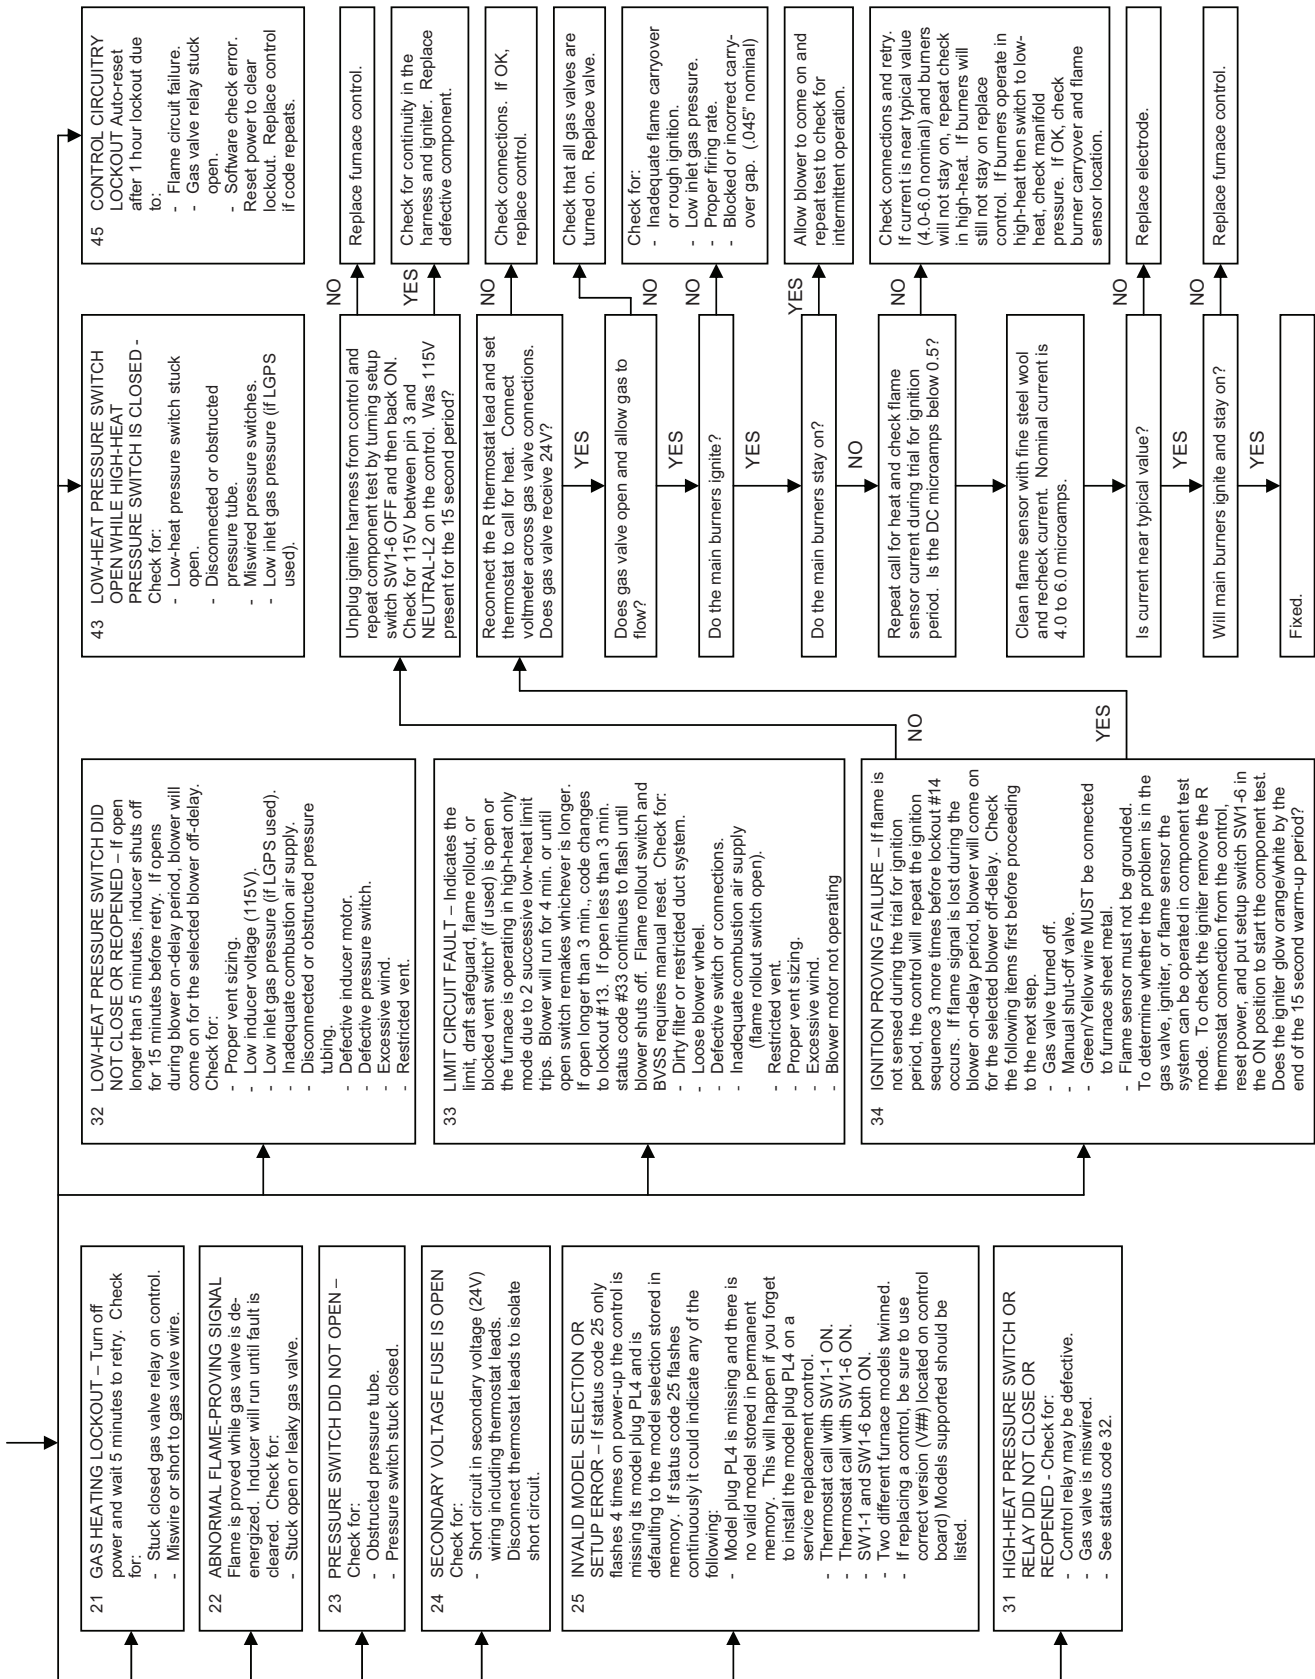 21 GAS HEATING LOCKOUT – Turn off
power and wait 5 minutes to retry. Check
for:
- Stuck closed gas valve relay on control.
- Miswire or short to gas valve wire.
22 ABNORMAL FLAME-PROVING SIGNAL
Flame is proved while gas valve is de-
energized. Inducer will run until fault is
cleared. Check for:
- Stuck open or leaky gas valve.
23 PRESSURE SWITCH DID NOT OPEN –
Check for:
- Obstructed pressure tube.
- Pressure switch stuck closed.
24 SECONDARY VOLTAGE FUSE IS OPEN
Check for:
- Short circuit in secondary voltage (24V)
wiring including thermostat leads.
Disconnect thermostat leads to isolate
short circuit.
25 INVALID MODEL SELECTION OR
SETUP ERROR – If status code 25 only
flashes 4 times on power-up the control is
missing its model plug PL4 and is
defaulting to the model selection stored in
memory. If status code 25 flashes
continuously it could indicate any of the
following:
- Model plug PL4 is missing and there is
no valid model stored in permanent
memory. This will happen if you forget
to install the model plug PL4 on a
service replacement control.
- Thermostat call with SW1-1 ON.
- Thermostat call with SW1-6 ON.
- SW1-1 and SW1-6 both ON.
- Two different furnace models twinned.
- If replacing a control, be sure to use
correct version (V##) located on control
board) Models supported should be
listed.
31 HIGH-HEAT PRESSURE SWITCH OR
RELAY DID NOT CLOSE OR
REOPENED - Check for:
- Control relay may be defective.
- Gas valve is miswired.
- See status code 32.
32 LOW-HEAT PRESSURE SWITCH DID
NOT CLOSE OR REOPENED – If open
longer than 5 minutes, inducer shuts off
for 15 minutes before retry. If opens
during blower on-delay period, blower will
come on for the selected blower off-delay.
Check for:
- Proper vent sizing.
- Low inducer voltage (115V).
- Low inlet gas pressure (if LGPS used).
- Inadequate combustion air supply.
- Disconnected or obstructed pressure
tubing.
- Defective inducer motor.
- Defective pressure switch.
- Excessive wind.
- Restricted vent.
33 LIMIT CIRCUIT FAULT – Indicates the
limit, draft safeguard, flame rollout, or
blocked vent switch* (if used) is open or
the furnace is operating in high-heat only
mode due to 2 successive low-heat limit
trips. Blower will run for 4 min. or until
open switch remakes whichever is longer.
If open longer than 3 min., code changes
to lockout #13. If open less than 3 min.
status code #33 continues to flash until
blower shuts off. Flame rollout switch and
BVSS requires manual reset. Check for:
- Dirty filter or restricted duct system.
- Loose blower wheel.
- Defective switch or connections.
- Inadequate combustion air supply
(flame rollout switch open).
- Restricted vent.
- Proper vent sizing.
- Excessive wind.
- Blower motor not operating
34 IGNITION PROVING FAILURE – If flame is
not sensed during the trial for ignition
period, the control will repeat the ignition
sequence 3 more times before lockout #14
occurs. If flame signal is lost during the
blower on-delay period, blower will come on
for the selected blower off-delay. Check
the following items first before proceeding
to the next step.
- Gas valve turned off.
- Manual shut-off valve.
- Green/Yellow wire MUST be connected
to furnace sheet metal.
- Flame sensor must not be grounded.
To determine whether the problem is in the
gas valve, igniter, or flame sensor the
system can be operated in component test
mode. To check the igniter remove the R
thermostat connection from the control,
reset power, and put setup switch SW1-6 in
the ON position to start the component test.
Does the igniter glow orange/white by the
end of the 15 second warm-up period?
NO
YES
43 LOW-HEAT PRESSURE SWITCH
OPEN WHILE HIGH-HEAT
PRESSURE SWITCH IS CLOSED -
Check for:
- Low-heat pressure switch stuck
open.
- Disconnected or obstructed
pressure tube.
- Miswired pressure switches.
- Low inlet gas pressure (if LGPS
used).
Unplug igniter harness from control and
repeat component test by turning setup
switch SW1-6 OFF and then back ON.
Check for 115V between pin 3 and
NEUTRAL-L2 on the control. Was 115V
present for the 15 second period?
Reconnect the R thermostat lead and set
thermostat to call for heat. Connect
voltmeter across gas valve connections.
Does gas valve receive 24V?
YES
Does gas valve open and allow gas to
flow?
YES
Do the main burners ignite?
YES
Do the main burners stay on?
NO
Repeat call for heat and check flame
sensor current during trial for ignition
period. Is the DC microamps below 0.5?
Clean flame sensor with fine steel wool
and recheck current. Nominal current is
4.0 to 6.0 microamps.
Is current near typical value?
YES
Will main burners ignite and stay on?
YES
Fixed.
45 CONTROL CIRCUITRY
LOCKOUT Auto-reset
after 1 hour lockout due
to:
- Flame circuit failure.
- Gas valve relay stuck
open.
- Software check error.
Reset power to clear
lockout. Replace control
if code repeats.
NO
Replace furnace control.
YES
Check for continuity in the
harness and igniter. Replace
defective component.
NO
Check connections. If OK,
replace control.
NO
Check that all gas valves are
turned on. Replace valve.
NO
Check for:
- Inadequate flame carryover
or rough ignition.
- Low inlet gas pressure.
- Proper firing rate.
- Blocked or incorrect carry-
over gap. (.045" nominal)
YES
Allow blower to come on and
repeat test to check for
intermittent operation.
NO
Check connections and retry.
If current is near typical value
(4.0-6.0 nominal) and burners
will not stay on, repeat check
in high-heat. If burners will
still not stay on replace
control. If burners operate in
high-heat then switch to low-
heat, check manifold
pressure. If OK, check
burner carryover and flame
sensor location.
NO
Replace electrode.
NO
Replace furnace control.